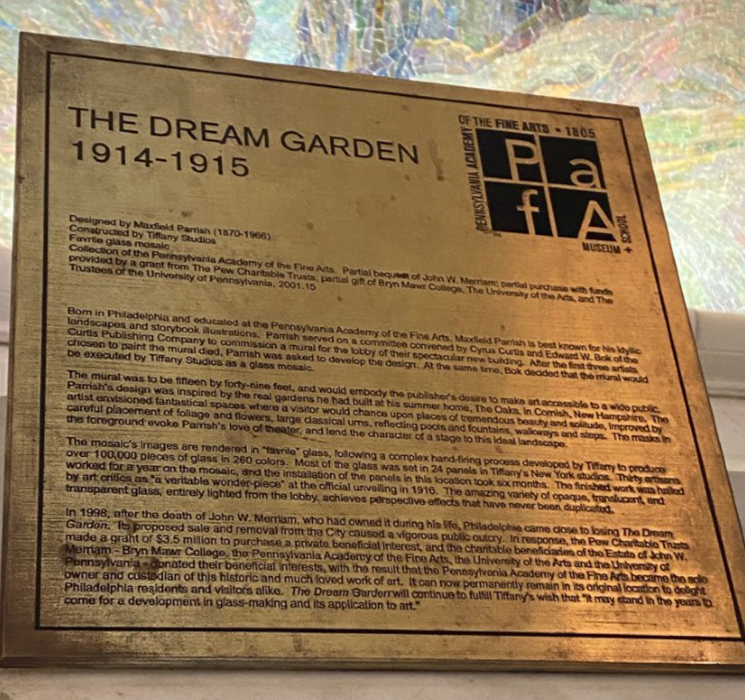 THE DREAM GARDEN
1914-1915
PENNSYLVANIA ACADEMY
OF THE FINE ARTS • 1805
Pa
fA
MUSEUM +
SCHOOL
Designed by Maxfield Parrish (1870-1966)
Constructed by Tiffany Studios
Favrile glass mosaic
Collection of the Pennsylvania Academy of the Fine Arts. Partial bequest of John W. Merriam; partial purchase with funds
provided by a grant from The Pew Charitable Trusts; partial gift of Bryn Mawr College, The University of the Arts, and The
Trustees of the University of Pennsylvania, 2001.15
Born in Philadelphia and educated at the Pennsylvania Academy of the Fine Arts, Maxfield Parrish is best known for his idyllic
landscapes and storybook illustrations. Parrish served on a committee convened by Cyrus Curtis and Edward W. Bok of the
Curtis Publishing Company to commission a mural for the lobby of their spectacular new building. After the first three artists
chosen to paint the mural died, Parrish was asked to develop the design. At the same time, Bok decided that the mural would
be executed by Tiffany Studios as a glass mosaic.
The mural was to be fifteen by forty-nine feet, and would embody the publisher's desire to make art accessible to a wide public.
Parrish's design was inspired by the real gardens he had built at his summer home, The Oaks, in Cornish, New Hampshire. The
artist envisioned fantastical spaces where a visitor would chance upon places of tremendous beauty and solitude, improved by
careful placement of foliage and flowers, large classical urns, reflecting pools and fountains, walkways and steps. The masks in
the foreground evoke Parrish's love of theater, and lend the character of a stage to this ideal landscape.
The mosaic's images are rendered in "favrile" glass, following a complex hand-firing process developed by Tiffany to produce
over 100,000 pieces of glass in 260 colors. Most of the glass was set in 24 panels in Tiffany's New York studios. Thirty artisans
worked for a year on the mosaic, and the installation of the panels in this location took six months. The finished work was hailed
by art critics as "a veritable wonder-piece" at the official unveiling in 1916. The amazing variety of opaque, translucent, and
transparent glass, entirely lighted from the lobby, achieves perspective effects that have never been duplicated.
In 1998, after the death of John W. Merriam, who had owned it during his life, Philadelphia came close to losing The Dream
Garden. Its proposed sale and removal from the City caused a vigorous public outcry. In response, the Pew Charitable Trusts
made a grant of $3.5 million to purchase a private beneficial interest, and the charitable beneficiaries of the Estate of John W.
Merriam - Bryn Mawr College, the Pennsylvania Academy of the Fine Arts, the University of the Arts and the University of
Pennsylvania - donated their beneficial interests, with the result that the Pennsylvania Academy of the Fine Arts became the sole
owner and custodian of this historic and much loved work of art. It can now permanently remain in its original location to delight
Philadelphia residents and visitors alike. The Dream Garden will continue to fulfill Tiffany's wish that "it may stand in the years to
come for a development in glass-making and its application to art."